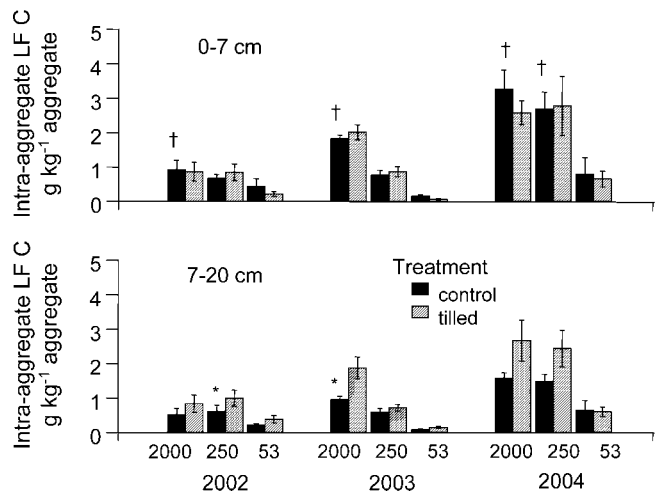 Intra-aggregate LF C
g kg-1 aggregate
0-7 cm
5
4
3
2
1
0
†
†
†
†
Intra-aggregate LF C
g kg-1 aggregate
7-20 cm
5
4
3
2
1
0
Treatment
control
tilled
*
*
2000 250 53 2000 250 53 2000 250 53
2002 2003 2004